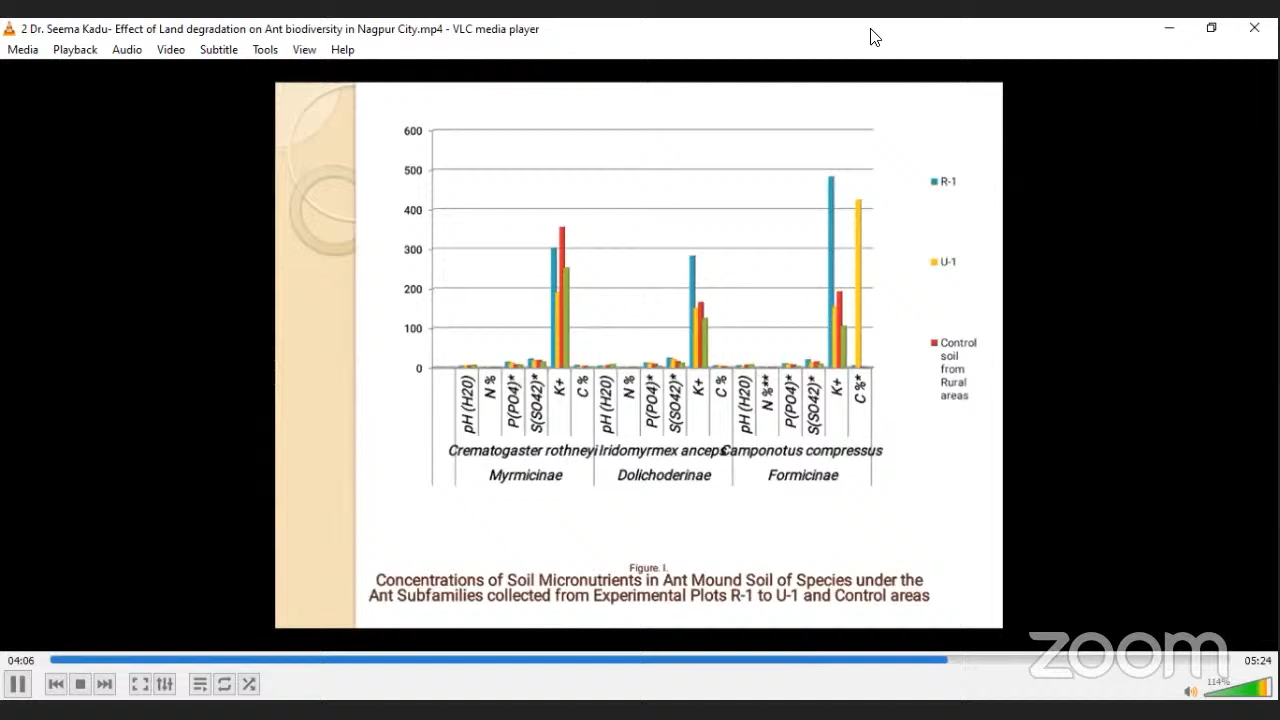 2 Dr. Seema Kadu- Effect of Land degradation on Ant biodiversity in Nagpur City.mp4 - VLC media player
Media Playback Audio Video Subtitle Tools View Help
600
500
400
300
200
100
0
R-1
U-1
Control
soil
from
Rural
areas
pH (H20) N % P(PO4)* S(SO42)* K+ C % pH (H20) N % P(PO4)* S(SO42)* K+ C % pH (H20) N %** P(PO4)* S(SO42)* K+ C %*
Crematogaster rothneyi Iridomyrmex anceps Camponotus compressus
Myrmicinae Dolichoderinae Formicinae
Figure. I.
Concentrations of Soil Micronutrients in Ant Mound Soil of Species under the
Ant Subfamilies collected from Experimental Plots R-1 to U-1 and Control areas
zoom
04:06 05:24
114%